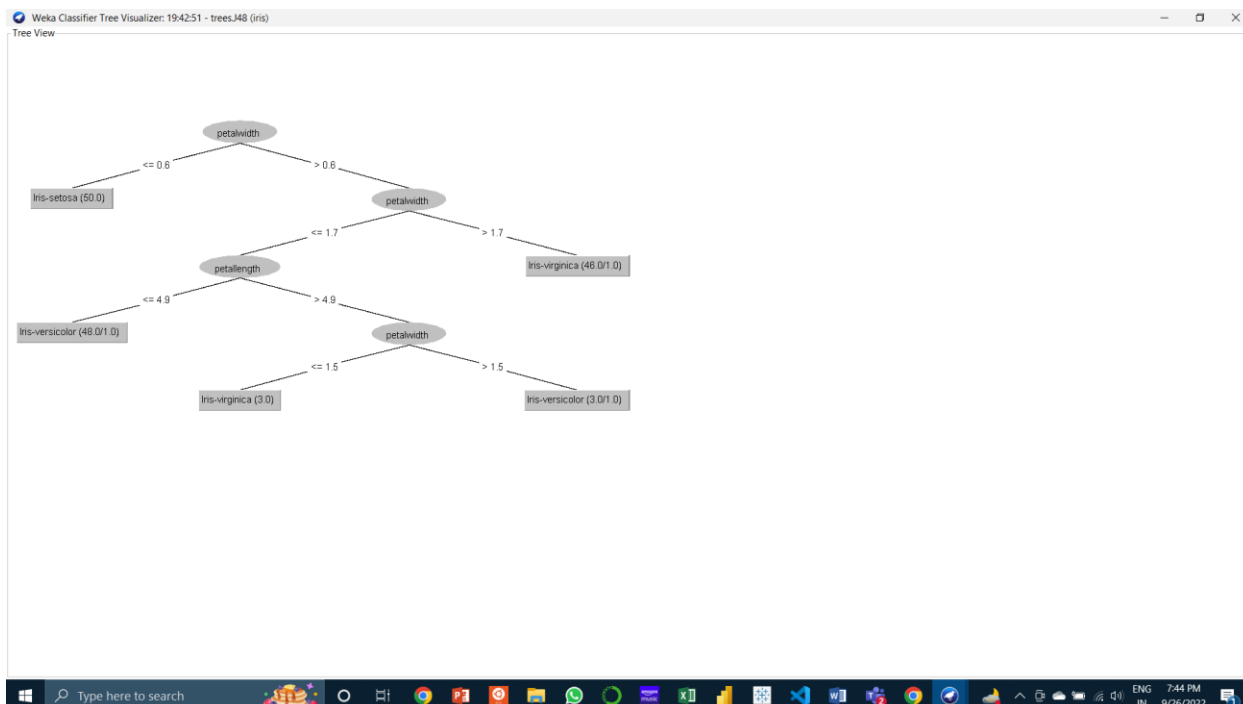 Weka Classifier Tree Visualizer: 19:42:51 - trees.J48 (iris)
Tree View
petalwidth
<= 0.6
> 0.6
Iris-setosa (50.0)
petalwidth
<= 1.7
> 1.7
petallength
Iris-virginica (46.0/1.0)
<= 4.9
> 4.9
Iris-versicolor (48.0/1.0)
petalwidth
<= 1.5
> 1.5
Iris-virginica (3.0)
Iris-versicolor (3.0/1.0)
Type here to search
ENG
IN
7:44 PM
9/26/2022